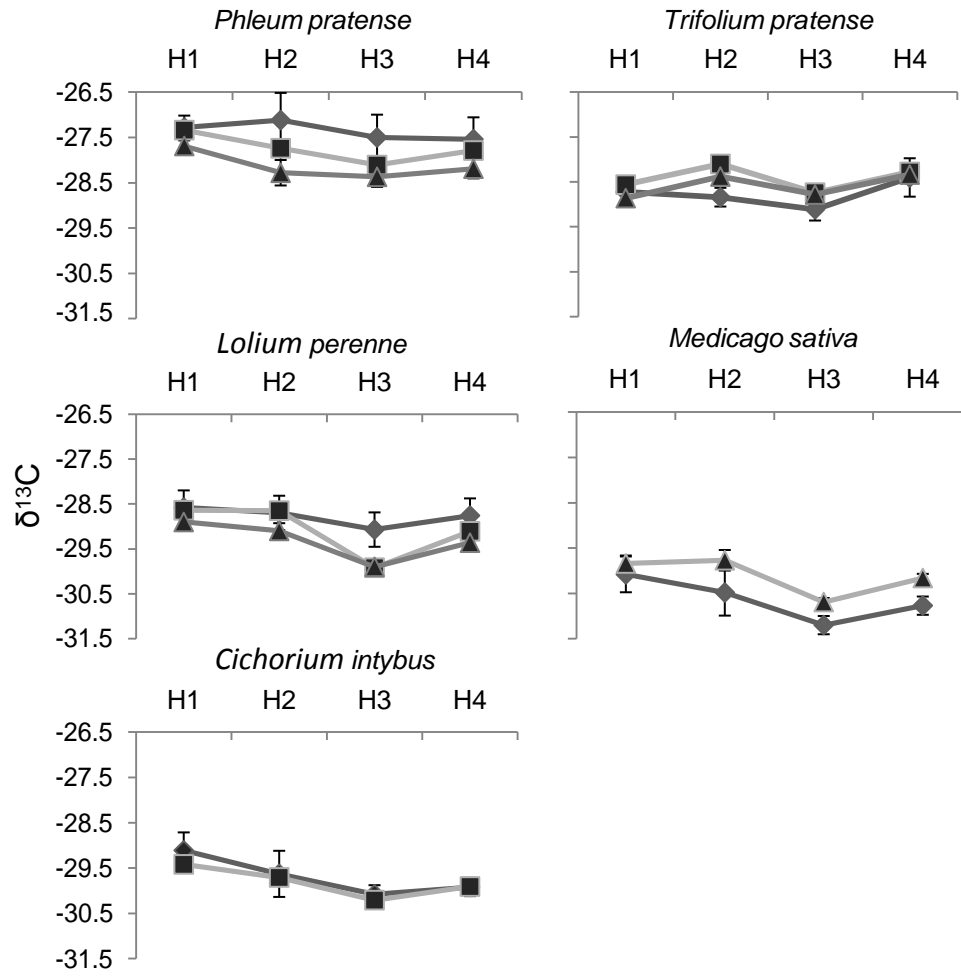 Phleum pratense
H1 H2 H3 H4
-26.5
-27.5
-28.5
-29.5
-30.5
-31.5
Trifolium pratense
H1 H2 H3 H4
Lolium perenne
H1 H2 H3 H4
-26.5
-27.5
-28.5
-29.5
-30.5
-31.5
Medicago sativa
H1 H2 H3 H4
δ¹³C
Cichorium intybus
H1 H2 H3 H4
-26.5
-27.5
-28.5
-29.5
-30.5
-31.5